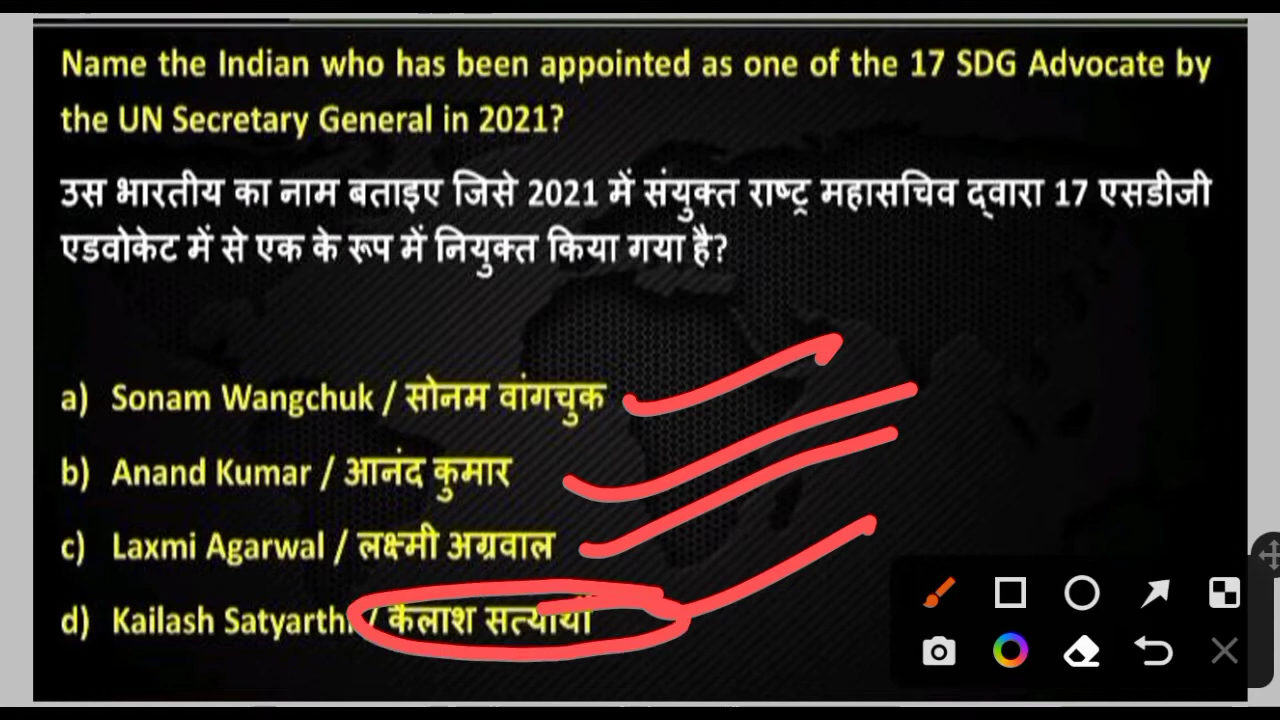 Name the Indian who has been appointed as one of the 17 SDG Advocate by
the UN Secretary General in 2021?
उस भारतीय का नाम बताइए जिसे 2021 में संयुक्त राष्ट्र महासचिव द्वारा 17 एसडीजी
एडवोकेट में से एक के रूप में नियुक्त किया गया है?
a) Sonam Wangchuk / सोनम वांगचुक
b) Anand Kumar / आनंद कुमार
c) Laxmi Agarwal / लक्ष्मी अग्रवाल
d) Kailash Satyarthi / कैलाश सत्यार्थी